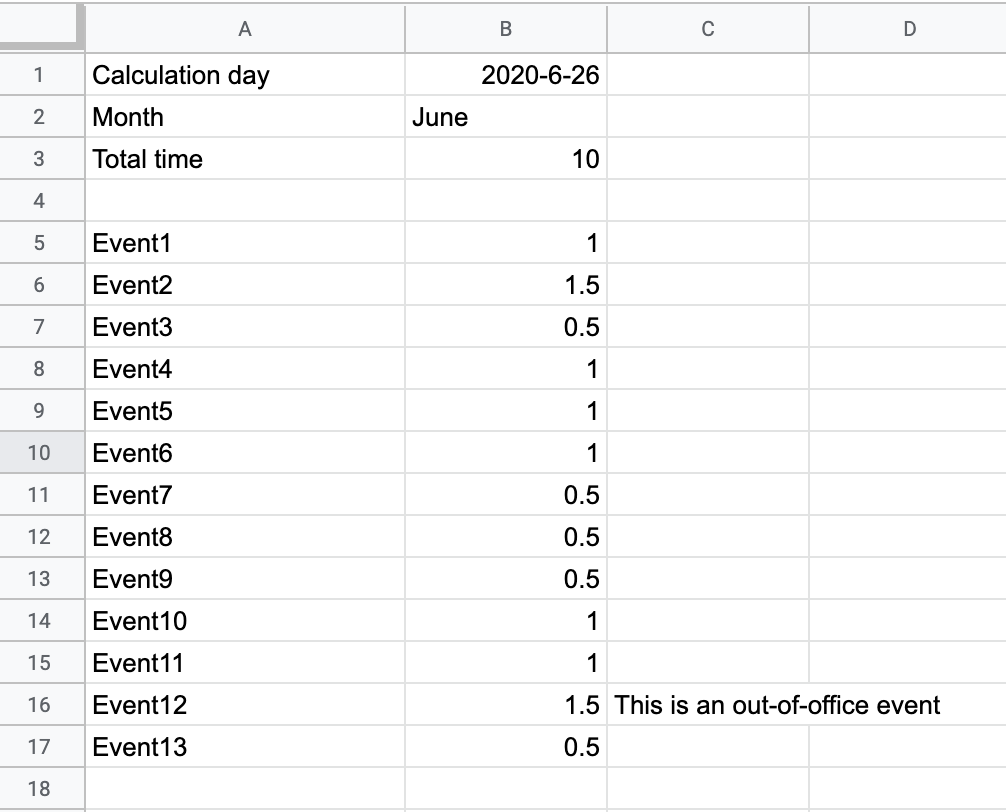 A B C D
1 Calculation day 2020-6-26
2 Month June
3 Total time 10
4
5 Event1 1
6 Event2 1.5
7 Event3 0.5
8 Event4 1
9 Event5 1
10 Event6 1
11 Event7 0.5
12 Event8 0.5
13 Event9 0.5
14 Event10 1
15 Event11 1
16 Event12 1.5 This is an out-of-office event
17 Event13 0.5
18